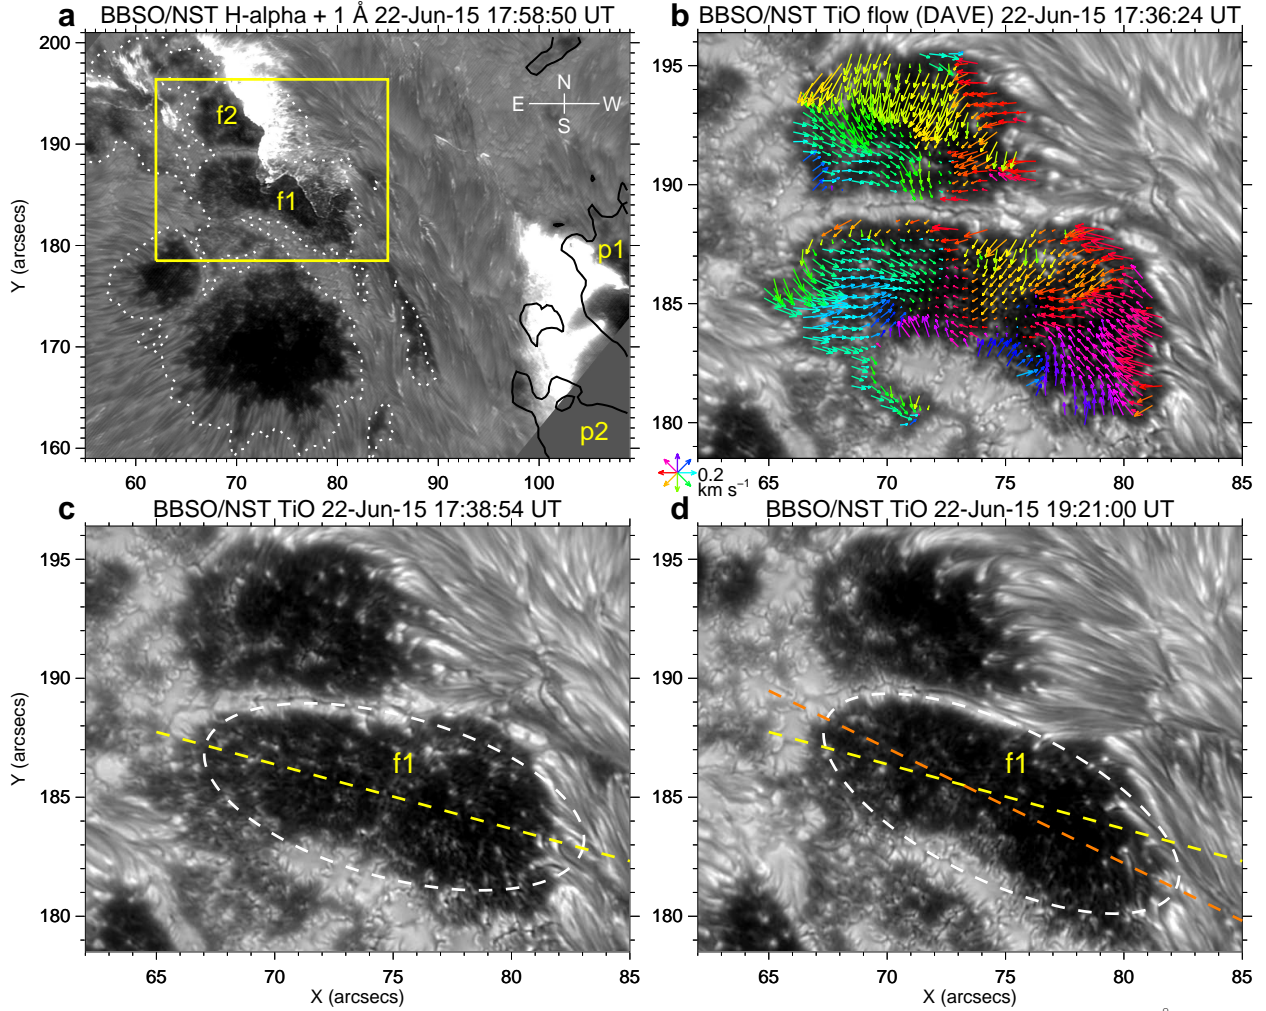 a BBSO/NST H-alpha + 1 Å 22-Jun-15 17:58:50 UT
b BBSO/NST TiO flow (DAVE) 22-Jun-15 17:36:24 UT
200
190
180
170
160
Y (arcsecs)
60 70 80 90 100
f2
f1
N
E W
S
p1
p2
195
190
185
180
65 70 75 80 85
0.2
km s⁻¹
c BBSO/NST TiO 22-Jun-15 17:38:54 UT
d BBSO/NST TiO 22-Jun-15 19:21:00 UT
195
190
185
180
Y (arcsecs)
f1
65 70 75 80 85
X (arcsecs)
195
190
185
180
f1
65 70 75 80 85
X (arcsecs)